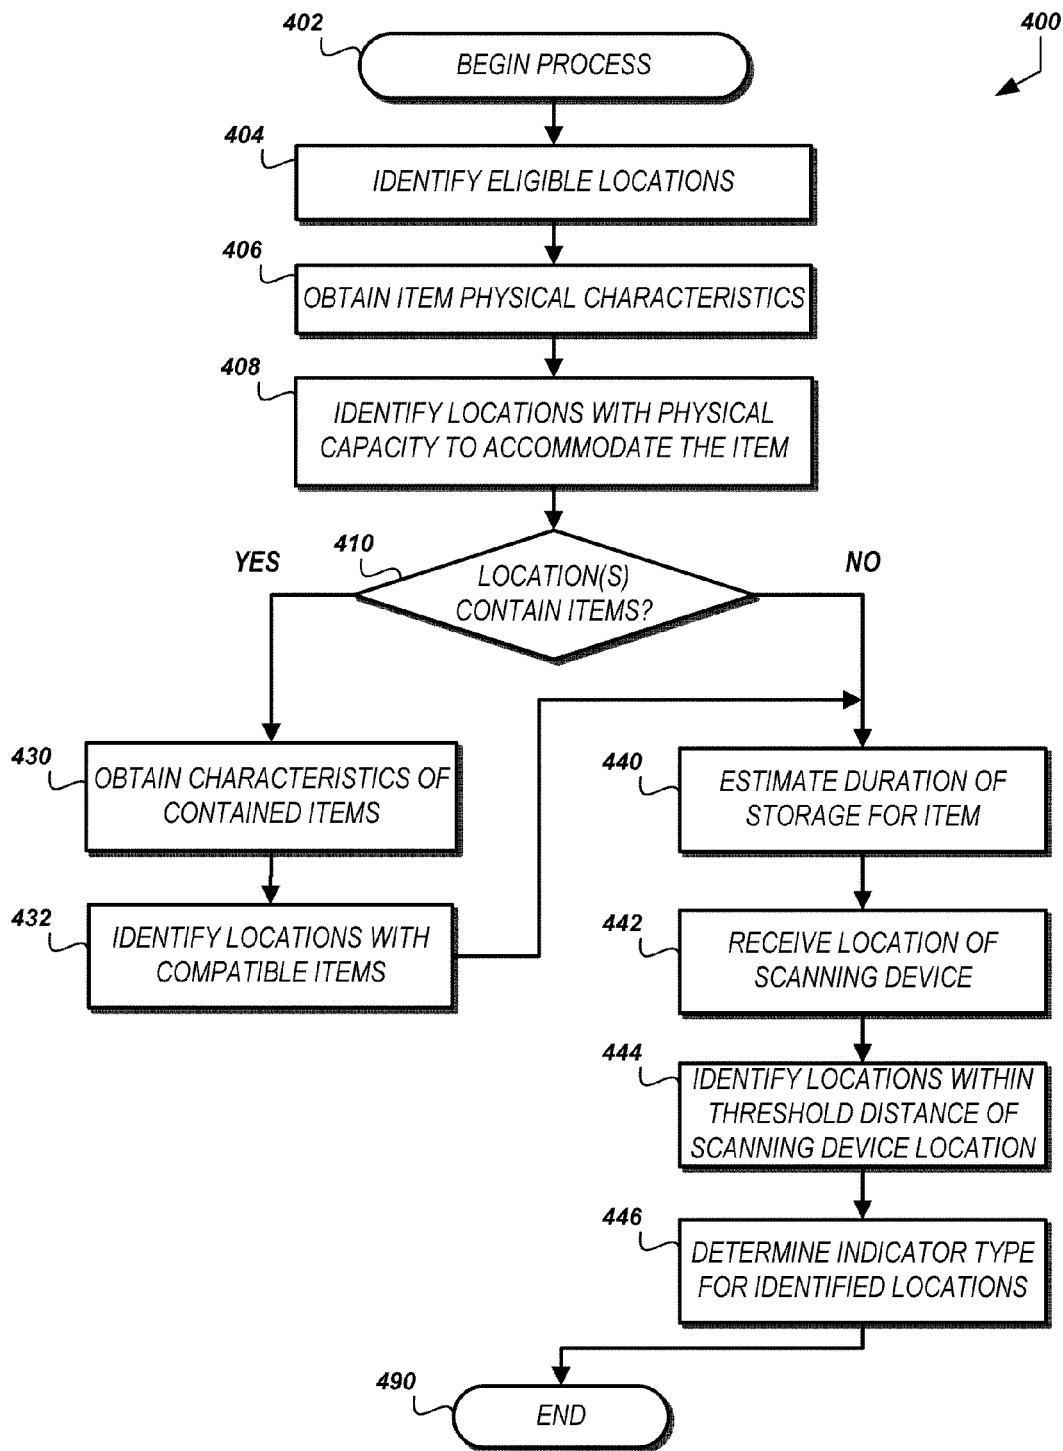 402
400
BEGIN PROCESS
404
IDENTIFY ELIGIBLE LOCATIONS
406
OBTAIN ITEM PHYSICAL CHARACTERISTICS
408
IDENTIFY LOCATIONS WITH PHYSICAL
CAPACITY TO ACCOMMODATE THE ITEM
410
YES
NO
LOCATION(S)
CONTAIN ITEMS?
430
OBTAIN CHARACTERISTICS OF
CONTAINED ITEMS
432
IDENTIFY LOCATIONS WITH
COMPATIBLE ITEMS
440
ESTIMATE DURATION OF
STORAGE FOR ITEM
442
RECEIVE LOCATION OF
SCANNING DEVICE
444
IDENTIFY LOCATIONS WITHIN
THRESHOLD DISTANCE OF
SCANNING DEVICE LOCATION
446
DETERMINE INDICATOR TYPE
FOR IDENTIFIED LOCATIONS
490
END